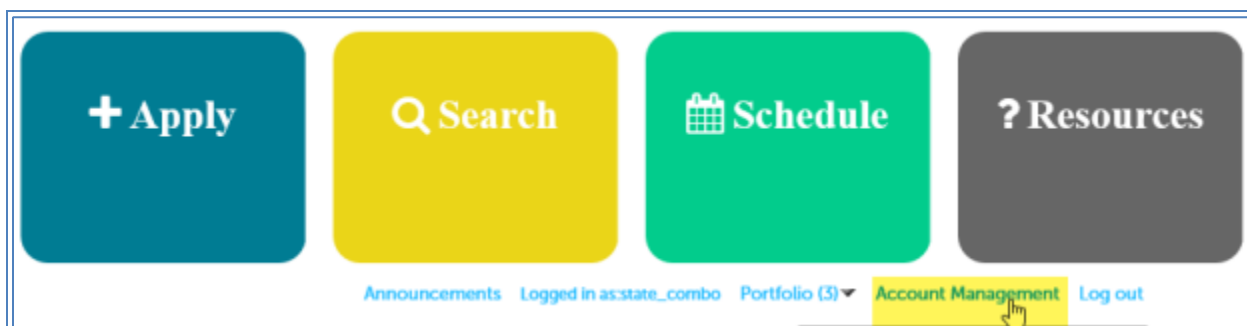 Apply Search Schedule ? Resources
Announcements Logged in as:state_combo Portfolio (3) Account Management Log out